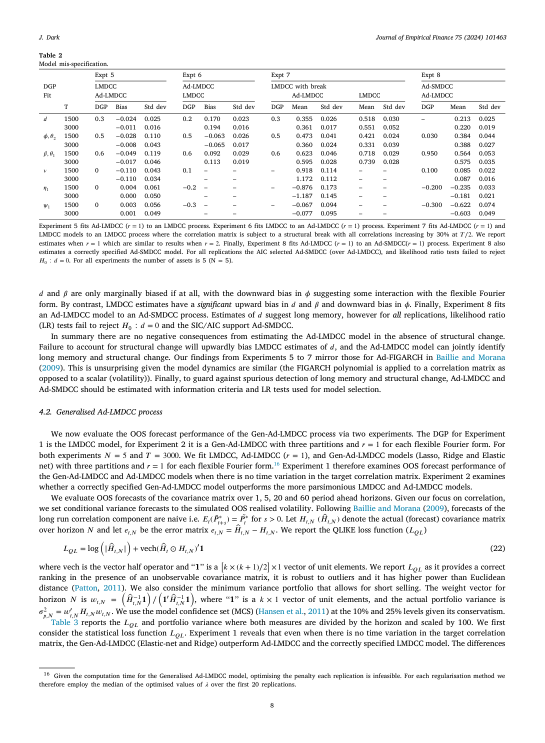 J. Dark
Journal of Empirical Finance 75 (2024) 101463
Table 2
Model mis-specification.
Expt 5 Expt 6 Expt 7 Expt 8
DGP LMDCC Ad-LMDCC LMDCC with break Ad-SMDCC
Fit Ad-LMDCC LMDCC Ad-LMDCC LMDCC Ad-LMDCC
T DGP Bias Std dev DGP Bias Std dev DGP Mean Std dev Mean Std dev DGP Mean Std dev
d 1500 0.3 −0.024 0.025 0.2 0.170 0.023 0.3 0.355 0.026 0.518 0.030 – 0.213 0.025
3000 −0.011 0.016 0.194 0.016 0.361 0.017 0.551 0.052 0.220 0.019
ϕ, θ₂ 1500 0.5 −0.028 0.110 0.5 −0.063 0.026 0.5 0.473 0.041 0.421 0.024 0.030 0.384 0.044
3000 −0.008 0.043 −0.065 0.017 0.360 0.024 0.331 0.039 0.388 0.027
β, θ₁ 1500 0.6 −0.049 0.119 0.6 0.092 0.029 0.6 0.623 0.046 0.718 0.029 0.950 0.564 0.053
3000 −0.017 0.046 0.113 0.019 0.595 0.028 0.739 0.028 0.575 0.035
ν 1500 0 −0.110 0.043 0.1 – – – 0.918 0.114 – – 0.100 0.085 0.022
3000 −0.110 0.034 – – 1.172 0.112 – – 0.087 0.016
η₁ 1500 0 0.004 0.061 −0.2 – – – −0.876 0.173 – – −0.200 −0.235 0.033
3000 0.000 0.050 – – −1.187 0.145 – – −0.181 0.021
w₁ 1500 0 0.003 0.056 −0.3 – – – −0.067 0.094 – – −0.300 −0.622 0.074
3000 0.001 0.049 – – −0.077 0.095 – – −0.603 0.049
Experiment 5 fits Ad-LMDCC (r = 1) to an LMDCC process. Experiment 6 fits LMDCC to an Ad-LMDCC (r = 1) process. Experiment 7 fits Ad-LMDCC (r = 1) and
LMDCC models to an LMDCC process where the correlation matrix is subject to a structural break with all correlations increasing by 30% at T/2. We report
estimates when r = 1 which are similar to results when r = 2. Finally, Experiment 8 fits Ad-LMDCC (r = 1) to an Ad-SMDCC(r = 1) process. Experiment 8 also
estimates a correctly specified Ad-SMDCC model. For all replications the AIC selected Ad-SMDCC (over Ad-LMDCC), and likelihood ratio tests failed to reject
H₀ : d = 0. For all experiments the number of assets is 5 (N = 5).
d and β are only marginally biased if at all, with the downward bias in ϕ suggesting some interaction with the flexible Fourier
form. By contrast, LMDCC estimates have a significant upward bias in d and β and downward bias in ϕ. Finally, Experiment 8 fits
an Ad-LMDCC model to an Ad-SMDCC process. Estimates of d suggest long memory, however for all replications, likelihood ratio
(LR) tests fail to reject H₀ : d = 0 and the SIC/AIC support Ad-SMDCC.
In summary there are no negative consequences from estimating the Ad-LMDCC model in the absence of structural change.
Failure to account for structural change will upwardly bias LMDCC estimates of d, and the Ad-LMDCC model can jointly identify
long memory and structural change. Our findings from Experiments 5 to 7 mirror those for Ad-FIGARCH in Baillie and Morana
(2009). This is unsurprising given the model dynamics are similar (the FIGARCH polynomial is applied to a correlation matrix as
opposed to a scalar (volatility)). Finally, to guard against spurious detection of long memory and structural change, Ad-LMDCC and
Ad-SMDCC should be estimated with information criteria and LR tests used for model selection.
4.2. Generalised Ad-LMDCC process
We now evaluate the OOS forecast performance of the Gen-Ad-LMDCC process via two experiments. The DGP for Experiment
1 is the LMDCC model, for Experiment 2 it is a Gen-Ad-LMDCC with three partitions and r = 1 for each flexible Fourier form. For
both experiments N = 5 and T = 3000. We fit LMDCC, Ad-LMDCC (r = 1), and Gen-Ad-LMDCC models (Lasso, Ridge and Elastic
net) with three partitions and r = 1 for each flexible Fourier form.¹⁶ Experiment 1 therefore examines OOS forecast performance of
the Gen-Ad-LMDCC and Ad-LMDCC models when there is no time variation in the target correlation matrix. Experiment 2 examines
whether a correctly specified Gen-Ad-LMDCC model outperforms the more parsimonious LMDCC and Ad-LMDCC models.
We evaluate OOS forecasts of the covariance matrix over 1, 5, 20 and 60 period ahead horizons. Given our focus on correlation,
we set conditional variance forecasts to the simulated OOS realised volatility. Following Baillie and Morana (2009), forecasts of the
long run correlation component are naive i.e.
for s > 0. Let H_{t,N} (Ĥ_{t,N}) denote the actual (forecast) covariance matrix
over horizon N and let e_{t,N} be the error matrix e_{t,N} = Ĥ_{t,N} − H_{t,N}. We report the QLIKE loss function (L_{QL})
L_{QL} = log(|Ĥ_{t,N}|) + vech(Ĥ_t ⊙ H_{t,N})′1 (22)
where vech is the vector half operator and “1” is a [k × (k + 1)/2] × 1 vector of unit elements. We report L_{QL} as it provides a correct
ranking in the presence of an unobservable covariance matrix, it is robust to outliers and it has higher power than Euclidean
distance (Patton, 2011). We also consider the minimum variance portfolio that allows for short selling. The weight vector for
horizon N is w_{t,N} = (Ĥ⁻¹_{t,N}1) / (1′Ĥ⁻¹_{t,N}1), where “1” is a k × 1 vector of unit elements, and the actual portfolio variance is
σ²_{p,N} = w′_{t,N}H_{t,N}w_{t,N}. We use the model confidence set (MCS) (Hansen et al., 2011) at the 10% and 25% levels given its conservatism.
Table 3 reports the L_{QL} and portfolio variance where both measures are divided by the horizon and scaled by 100. We first
consider the statistical loss function L_{QL}. Experiment 1 reveals that even when there is no time variation in the target correlation
matrix, the Gen-Ad-LMDCC (Elastic-net and Ridge) outperform Ad-LMDCC and the correctly specified LMDCC model. The differences
¹⁶ Given the computation time for the Generalised Ad-LMDCC model, optimising the penalty each replication is infeasible. For each regularisation method we
therefore employ the median of the optimised values of λ over the first 20 replications.
8